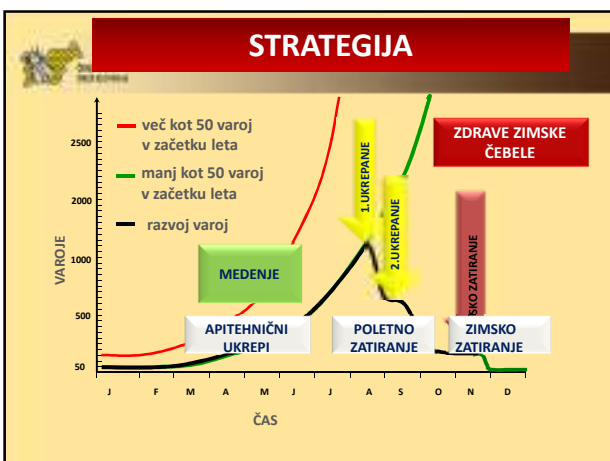 STRATEGIJA
več kot 50 varoj
v začetku leta
manj kot 50 varoj
v začetku leta
razvoj varoj
1.UKREPANJE
2.UKREPANJE
ZDRAVE ZIMSKE
ČEBELE
MEDENJE
SKO ZATIRANJE
APITEHNIČNI
UKREPI
POLETNO
ZATIRANJE
ZIMSKO
ZATIRANJE
VAROJE
2500
2000
1000
500
50
J F M A M J J A S O N D
ČAS